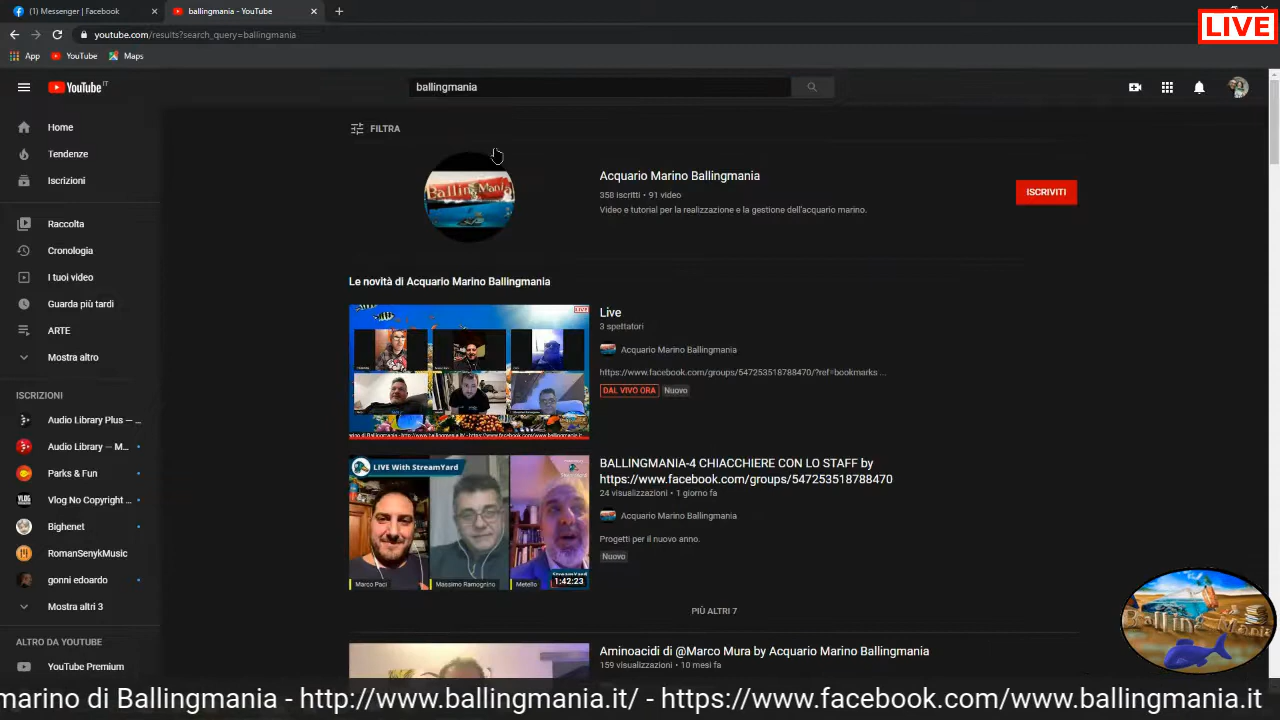 (1) Messenger | Facebook
ballingmania - YouTube
LIVE
youtube.com/results?search_query=ballingmania
App
YouTube
Maps
YouTube IT
ballingmania
Home
Tendenze
Iscrizioni
Raccolta
Cronologia
I tuoi video
Guarda più tardi
ARTE
Mostra altro
ISCRIZIONI
Audio Library Plus — ...
Audio Library — M...
Parks & Fun
Vlog No Copyright ...
Bighenet
RomanSenykMusic
gonni edoardo
Mostra altri 3
ALTRO DA YOUTUBE
YouTube Premium
FILTRA
BallingMania
Acquario Marino Ballingmania
358 iscritti • 91 video
Video e tutorial per la realizzazione e la gestione dell'acquario marino.
ISCRIVITI
Le novità di Acquario Marino Ballingmania
LIVE
Live
3 spettatori
Acquario Marino Ballingmania
https://www.facebook.com/groups/547253518788470/?ref=bookmarks ...
DAL VIVO ORA
Nuovo
LIVE With StreamYard
Marco Paci
Massimo Ramognino
Metello
1:42:23
BALLINGMANIA-4 CHIACCHIERE CON LO STAFF by
https://www.facebook.com/groups/547253518788470
24 visualizzazioni • 1 giorno fa
Acquario Marino Ballingmania
Progetti per il nuovo anno.
Nuovo
PIÙ ALTRI 7
Aminoacidi di @Marco Mura by Acquario Marino Ballingmania
159 visualizzazioni • 10 mesi fa
Balling Mania
marino di Ballingmania - http://www.ballingmania.it/ - https://www.facebook.com/www.ballingmania.it